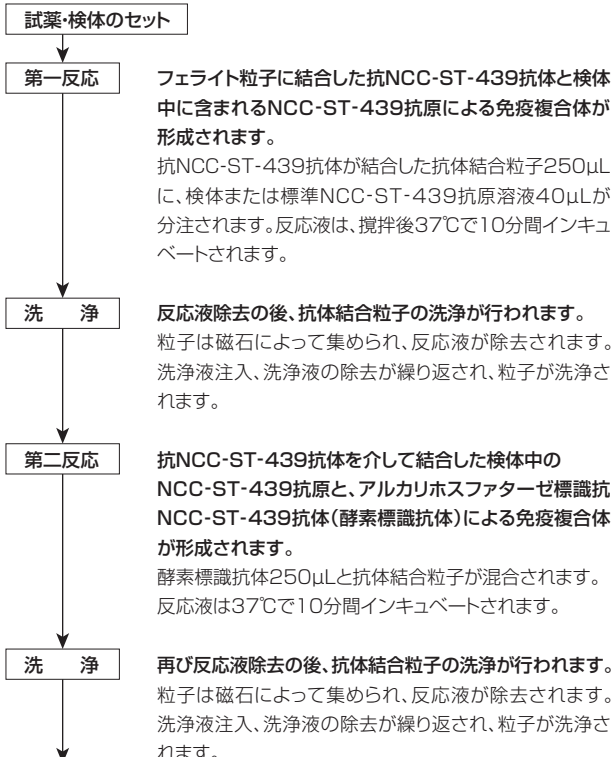 試薬・検体のセット
第一反応
フェライト粒子に結合した抗NCC-ST-439抗体と検体
中に含まれるNCC-ST-439抗原による免疫複合体が
形成されます。
抗NCC-ST-439抗体が結合した抗体結合粒子250μL
に、検体または標準NCC-ST-439抗原溶液40μLが
分注されます。反応液は、撹拌後37℃で10分間インキュ
ベートされます。
洗　浄
反応液除去の後、抗体結合粒子の洗浄が行われます。
粒子は磁石によって集められ、反応液が除去されます。
洗浄液注入、洗浄液の除去が繰り返され、粒子が洗浄さ
れます。
第二反応
抗NCC-ST-439抗体を介して結合した検体中の
NCC-ST-439抗原と、アルカリホスファターゼ標識抗
NCC-ST-439抗体(酵素標識抗体)による免疫複合体
が形成されます。
酵素標識抗体250μLと抗体結合粒子が混合されます。
反応液は37℃で10分間インキュベートされます。
洗　浄
再び反応液除去の後、抗体結合粒子の洗浄が行われます。
粒子は磁石によって集められ、反応液が除去されます。
洗浄液注入、洗浄液の除去が繰り返され、粒子が洗浄さ
れます。